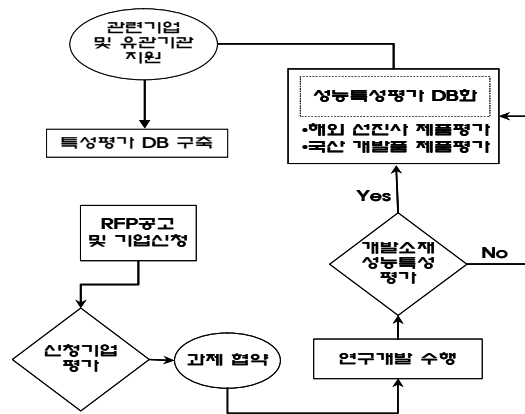 관련기업
및 유관기관
지원
성능특성평가 DB화
•해외 선진사 제품평가
•국산 개발품 제품평가
특성평가 DB 구축
Yes
RFP공고
및 기업신청
개발소재
성능특성
평가
No
신청기업
평가
과제 협약
연구개발 수행